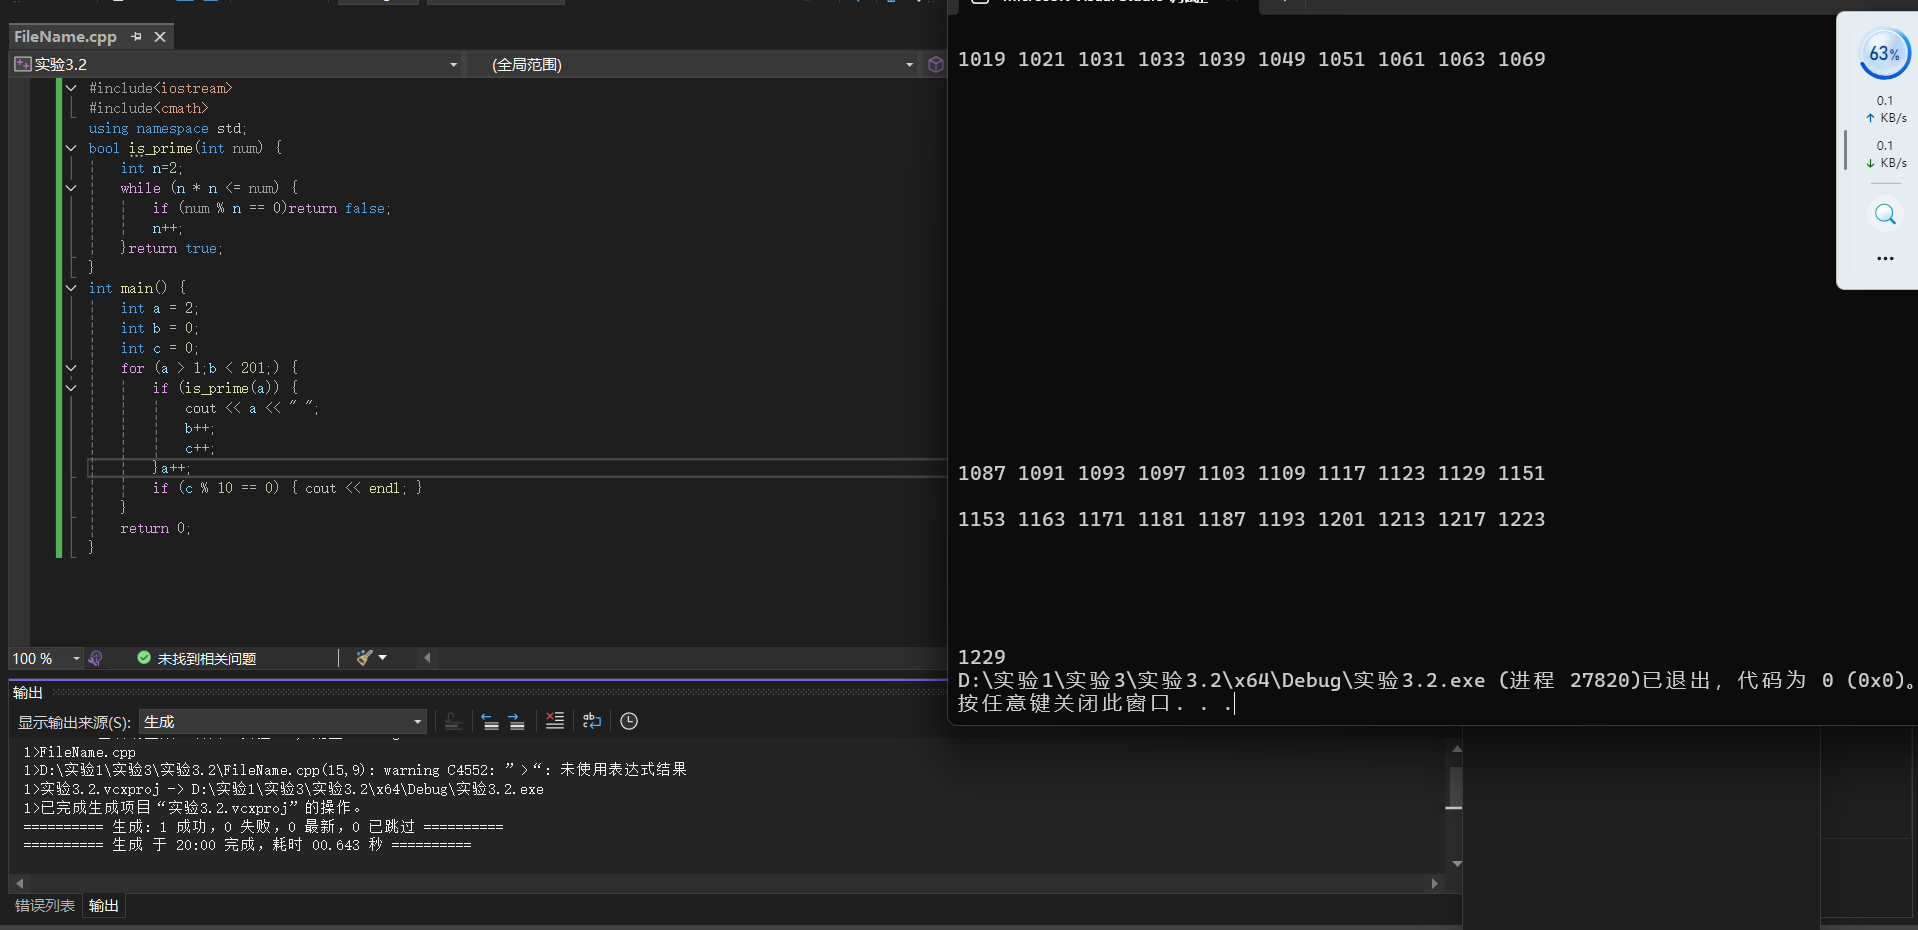 FileName.cpp
实验3.2
(全局范围)
#include<iostream>
#include<cmath>
using namespace std;
bool is_prime(int num) {
int n=2;
while (n * n <= num) {
if (num % n == 0)return false;
n++;
}return true;
}
int main() {
int a = 2;
int b = 0;
int c = 0;
for (a > 1;b < 201;) {
if (is_prime(a)) {
cout << a << " ";
b++;
c++;
}a++;
if (c % 10 == 0) { cout << endl; }
}
return 0;
}
100 %
未找到相关问题
输出
显示输出来源(S):
生成
1>FileName.cpp
1>D:\实验1\实验3\实验3.2\FileName.cpp(15,9): warning C4552: ”>“: 未使用表达式结果
1>实验3.2.vcxproj -> D:\实验1\实验3\实验3.2\x64\Debug\实验3.2.exe
1>已完成生成项目“实验3.2.vcxproj”的操作。
========== 生成: 1 成功，0 失败，0 最新，0 已跳过 ==========
========== 生成 于 20:00 完成，耗时 00.643 秒 ==========
错误列表
输出
1019 1021 1031 1033 1039 1049 1051 1061 1063 1069
1087 1091 1093 1097 1103 1109 1117 1123 1129 1151
1153 1163 1171 1181 1187 1193 1201 1213 1217 1223
1229
D:\实验1\实验3\实验3.2\x64\Debug\实验3.2.exe (进程 27820)已退出，代码为 0 (0x0)。
按任意键关闭此窗口. . .
63%
0.1
↑ KB/s
0.1
↓ KB/s